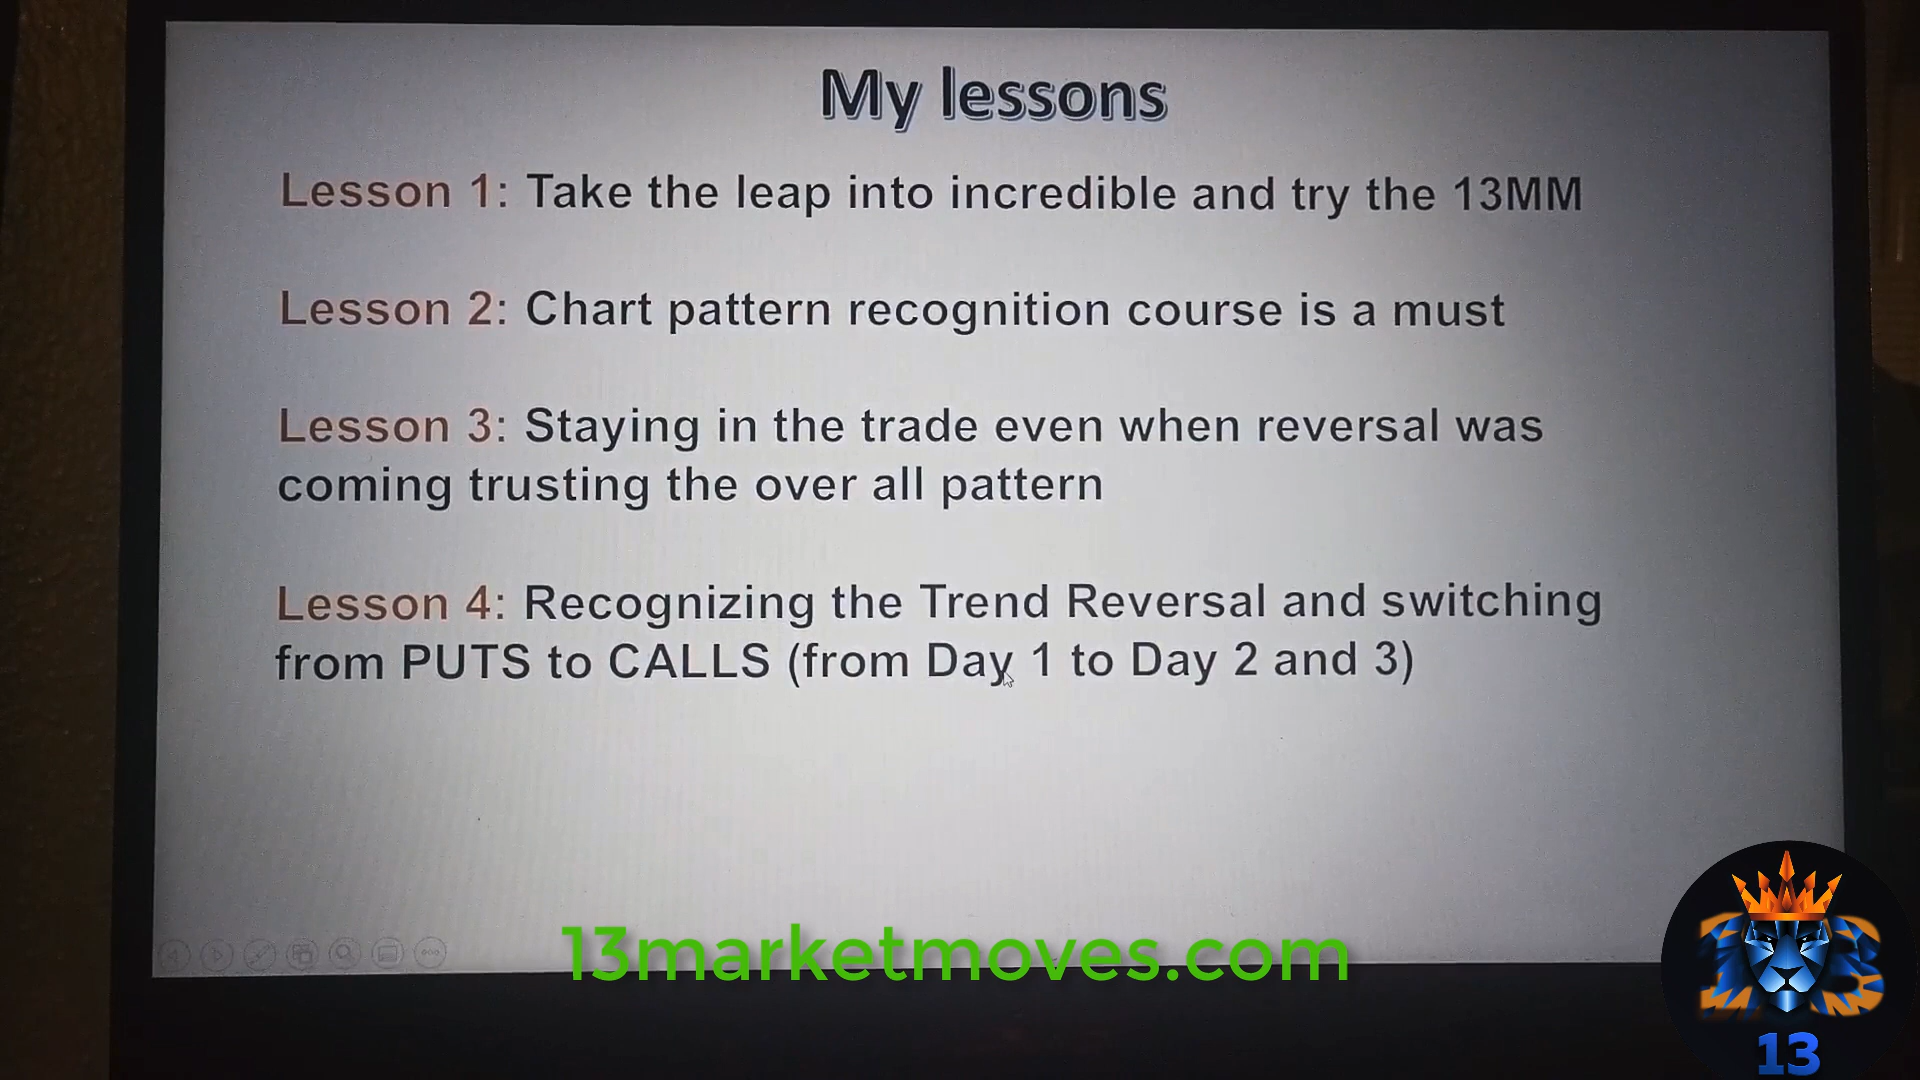 My lessons
Lesson 1: Take the leap into incredible and try the 13MM
Lesson 2: Chart pattern recognition course is a must
Lesson 3: Staying in the trade even when reversal was
coming trusting the over all pattern
Lesson 4: Recognizing the Trend Reversal and switching
from PUTS to CALLS (from Day 1 to Day 2 and 3)
13marketmoves.com
13
13